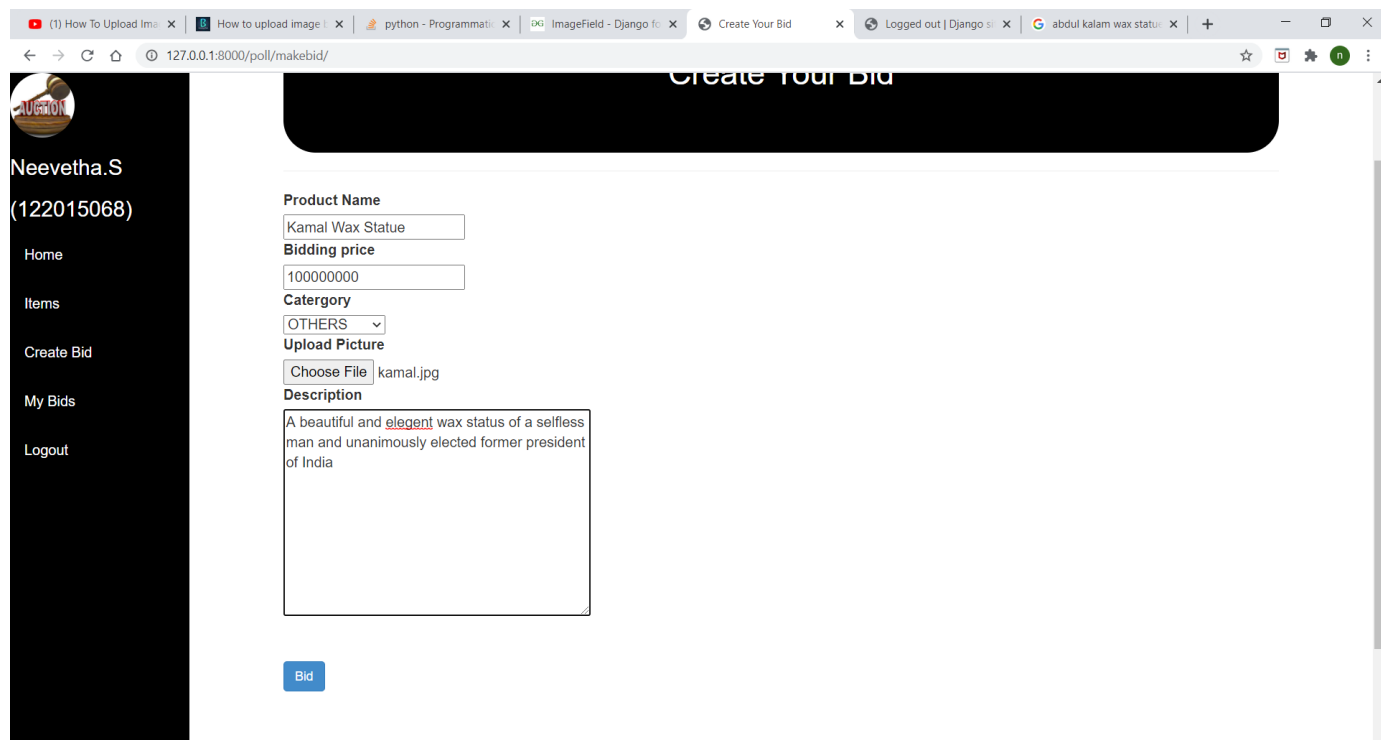 (1) How To Upload Ima
How to upload image
python - Programmatic
GG ImageField - Django fo
Create Your Bid
Logged out | Django si
G abdul kalam wax statue
127.0.0.1:8000/poll/makebid/
n
AUCTION
Neevetha.S
(122015068)
Home
Items
Create Bid
My Bids
Logout
Create Your Bid
Product Name
Kamal Wax Statue
Bidding price
100000000
Catergory
OTHERS
Upload Picture
Choose File kamal.jpg
Description
A beautiful and elegent wax status of a selfless
man and unanimously elected former president
of India
Bid